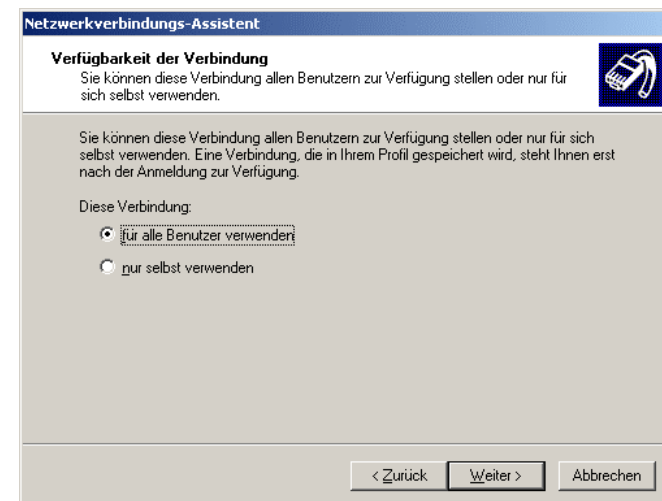 Netzwerkverbindungs-Assistent
Verfügbarkeit der Verbindung
Sie können diese Verbindung allen Benutzern zur Verfügung stellen oder nur für
sich selbst verwenden.
Sie können diese Verbindung allen Benutzern zur Verfügung stellen oder nur für sich
selbst verwenden. Eine Verbindung, die in Ihrem Profil gespeichert wird, steht Ihnen erst
nach der Anmeldung zur Verfügung.
Diese Verbindung:
für alle Benutzer verwenden
nur selbst verwenden
< Zurück Weiter > Abbrechen